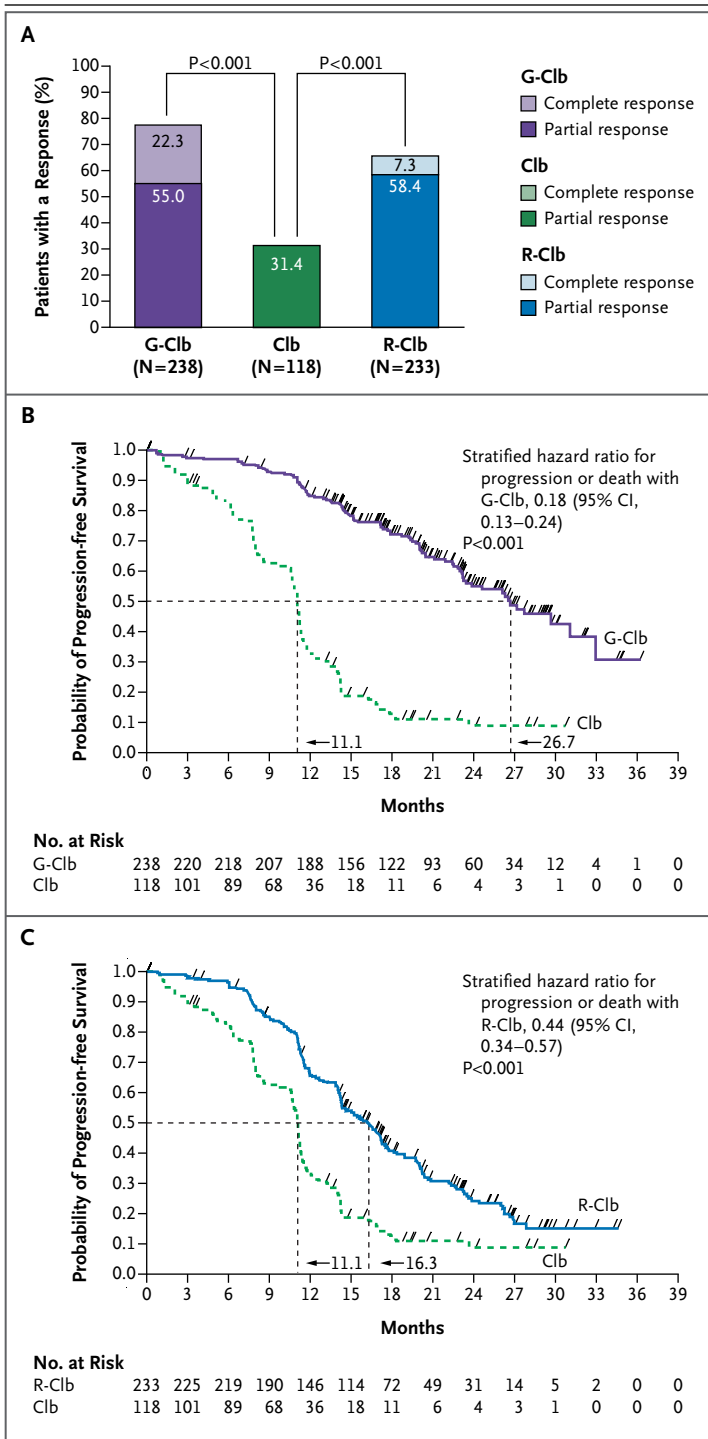 A
P<0.001
P<0.001
Patients with a Response (%)
100
90
80
70
60
50
40
30
20
10
0
22.3
55.0
31.4
7.3
58.4
G-Clb
(N=238)
Clb
(N=118)
R-Clb
(N=233)
G-Clb
Complete response
Partial response
Clb
Complete response
Partial response
R-Clb
Complete response
Partial response
B
Probability of Progression-free Survival
1.0
0.9
0.8
0.7
0.6
0.5
0.4
0.3
0.2
0.1
0.0
Stratified hazard ratio for
progression or death with
G-Clb, 0.18 (95% CI,
0.13–0.24)
P<0.001
G-Clb
Clb
11.1
26.7
0 3 6 9 12 15 18 21 24 27 30 33 36 39
Months
No. at Risk
G-Clb 238 220 218 207 188 156 122 93 60 34 12 4 1 0
Clb 118 101 89 68 36 18 11 6 4 3 1 0 0 0
C
Probability of Progression-free Survival
1.0
0.9
0.8
0.7
0.6
0.5
0.4
0.3
0.2
0.1
0.0
Stratified hazard ratio for
progression or death with
R-Clb, 0.44 (95% CI,
0.34–0.57)
P<0.001
R-Clb
Clb
11.1
16.3
0 3 6 9 12 15 18 21 24 27 30 33 36 39
Months
No. at Risk
R-Clb 233 225 219 190 146 114 72 49 31 14 5 2 0 0
Clb 118 101 89 68 36 18 11 6 4 3 1 0 0 0